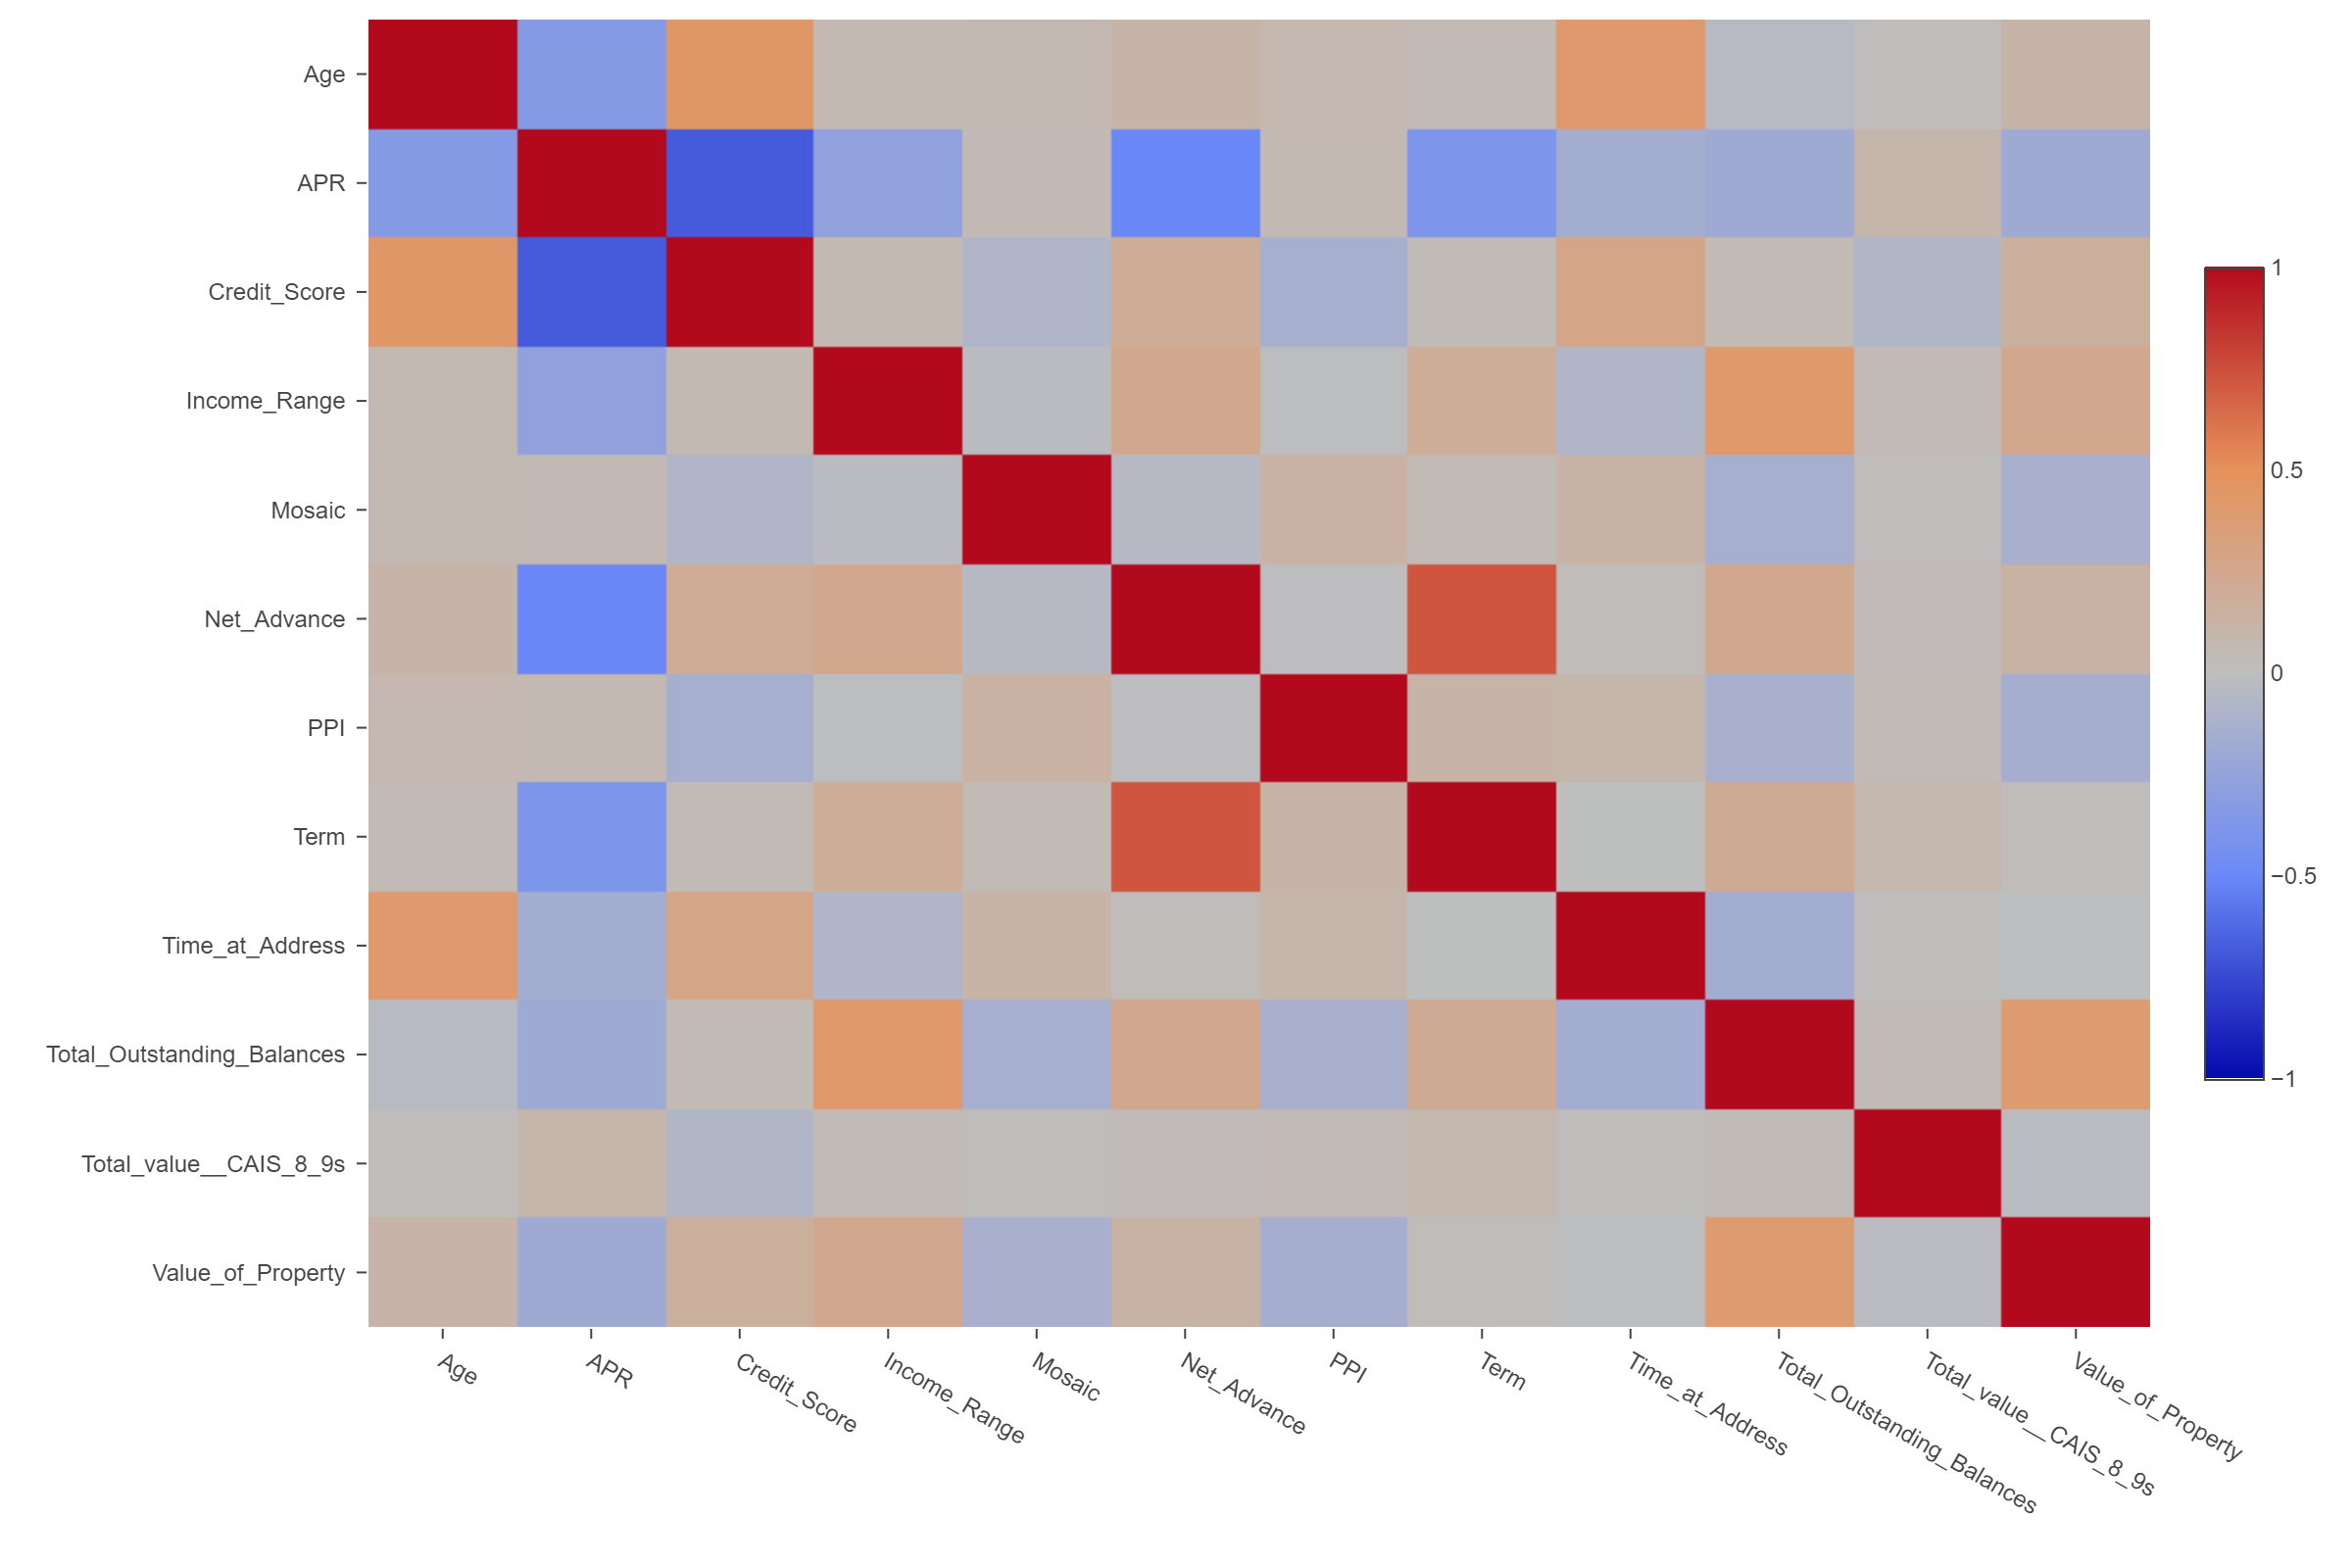 Age
APR
Credit_Score
Income_Range
Mosaic
Net_Advance
PPI
Term
Time_at_Address
Total_Outstanding_Balances
Total_value__CAIS_8_9s
Value_of_Property
Age
APR
Credit_Score
Income_Range
Mosaic
Net_Advance
PPI
Term
Time_at_Address
Total_Outstanding_Balances
Total_value__CAIS_8_9s
Value_of_Property
1
0.5
0
−0.5
−1